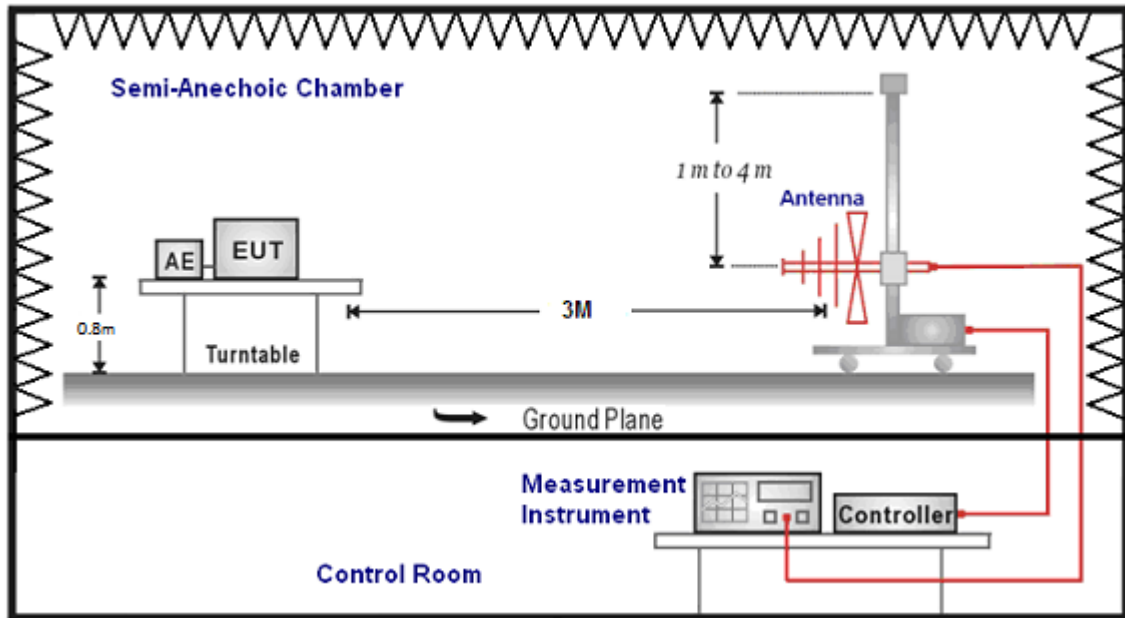 Semi-Anechoic Chamber
1 m to 4 m
Antenna
AE
EUT
0.8m
3M
Turntable
Ground Plane
Measurement
Instrument
Controller
Control Room